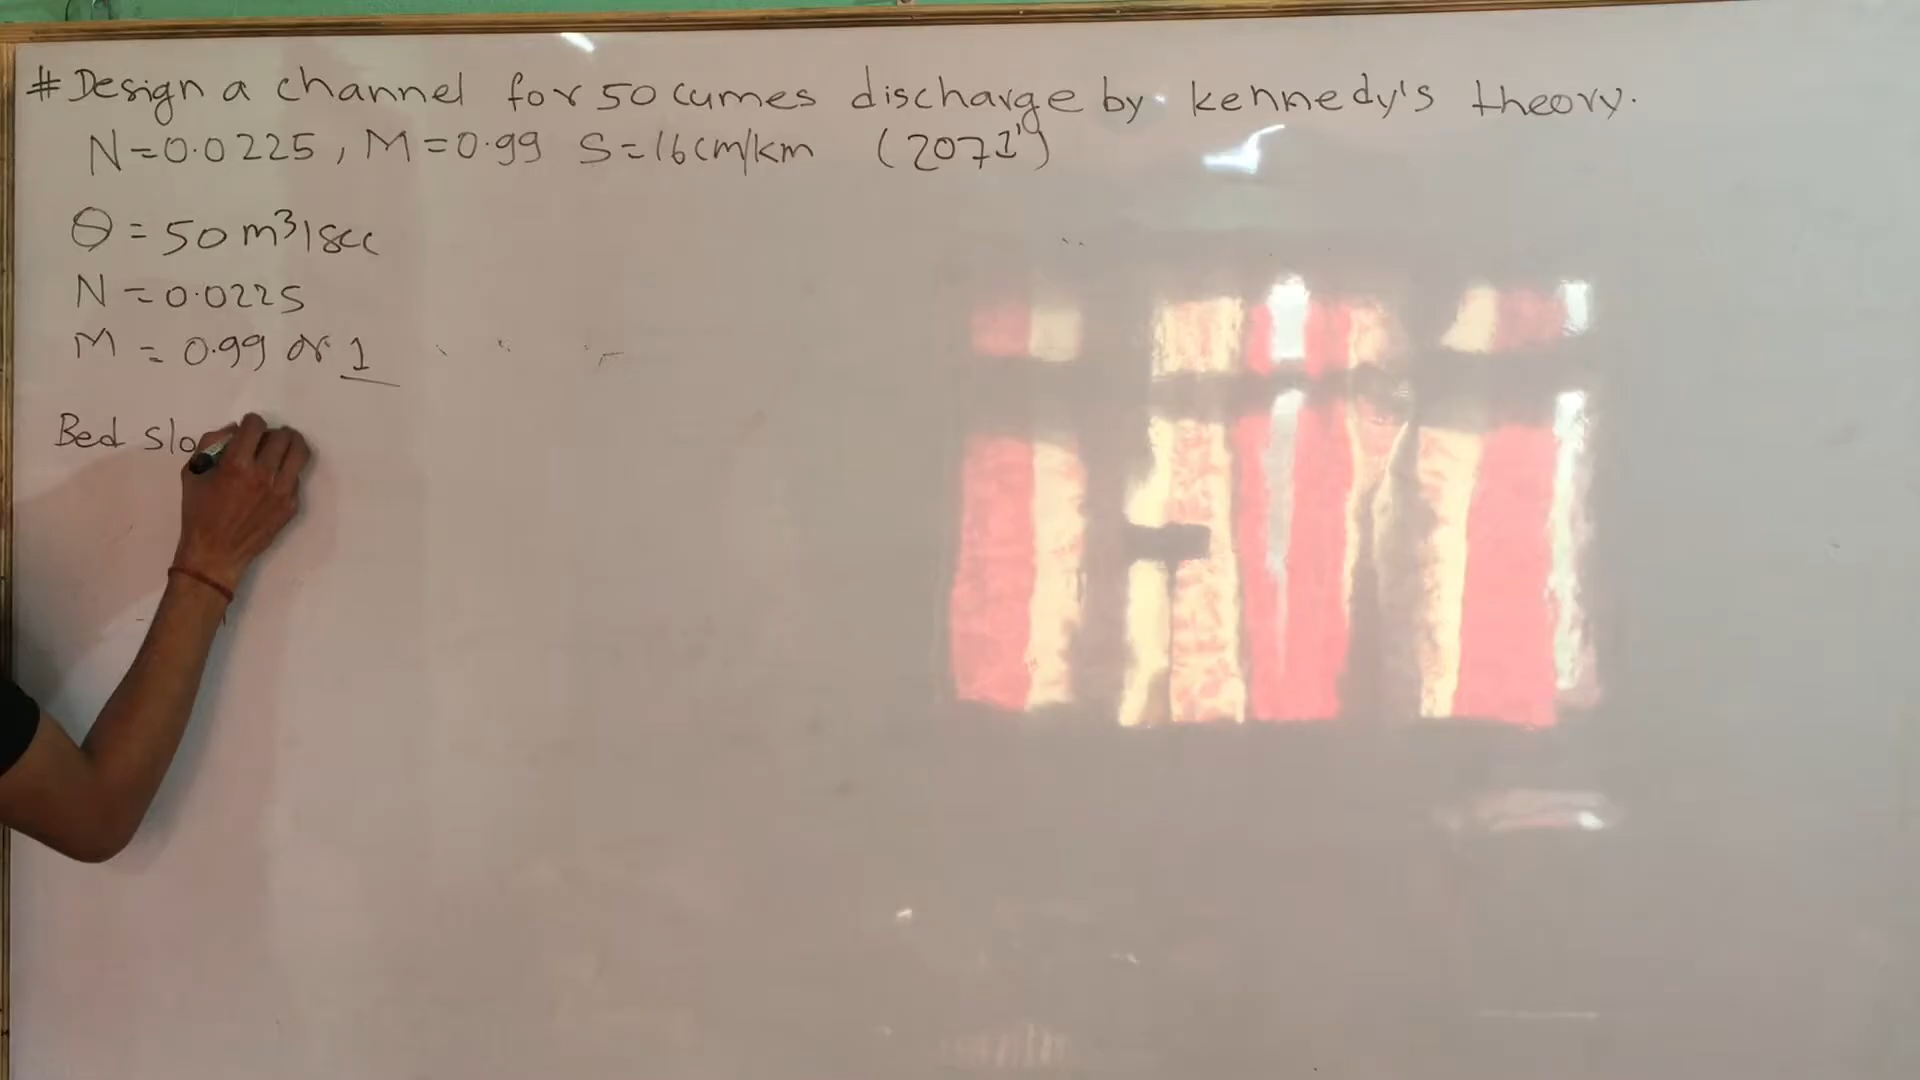 # Design a channel for 50 cumes discharge by kennedy's theory.
N=0.0225, M=0.99 S=16cm/km (2071')
Q = 50 m³/sec
N = 0.0225
M = 0.99 or 1
Bed slo